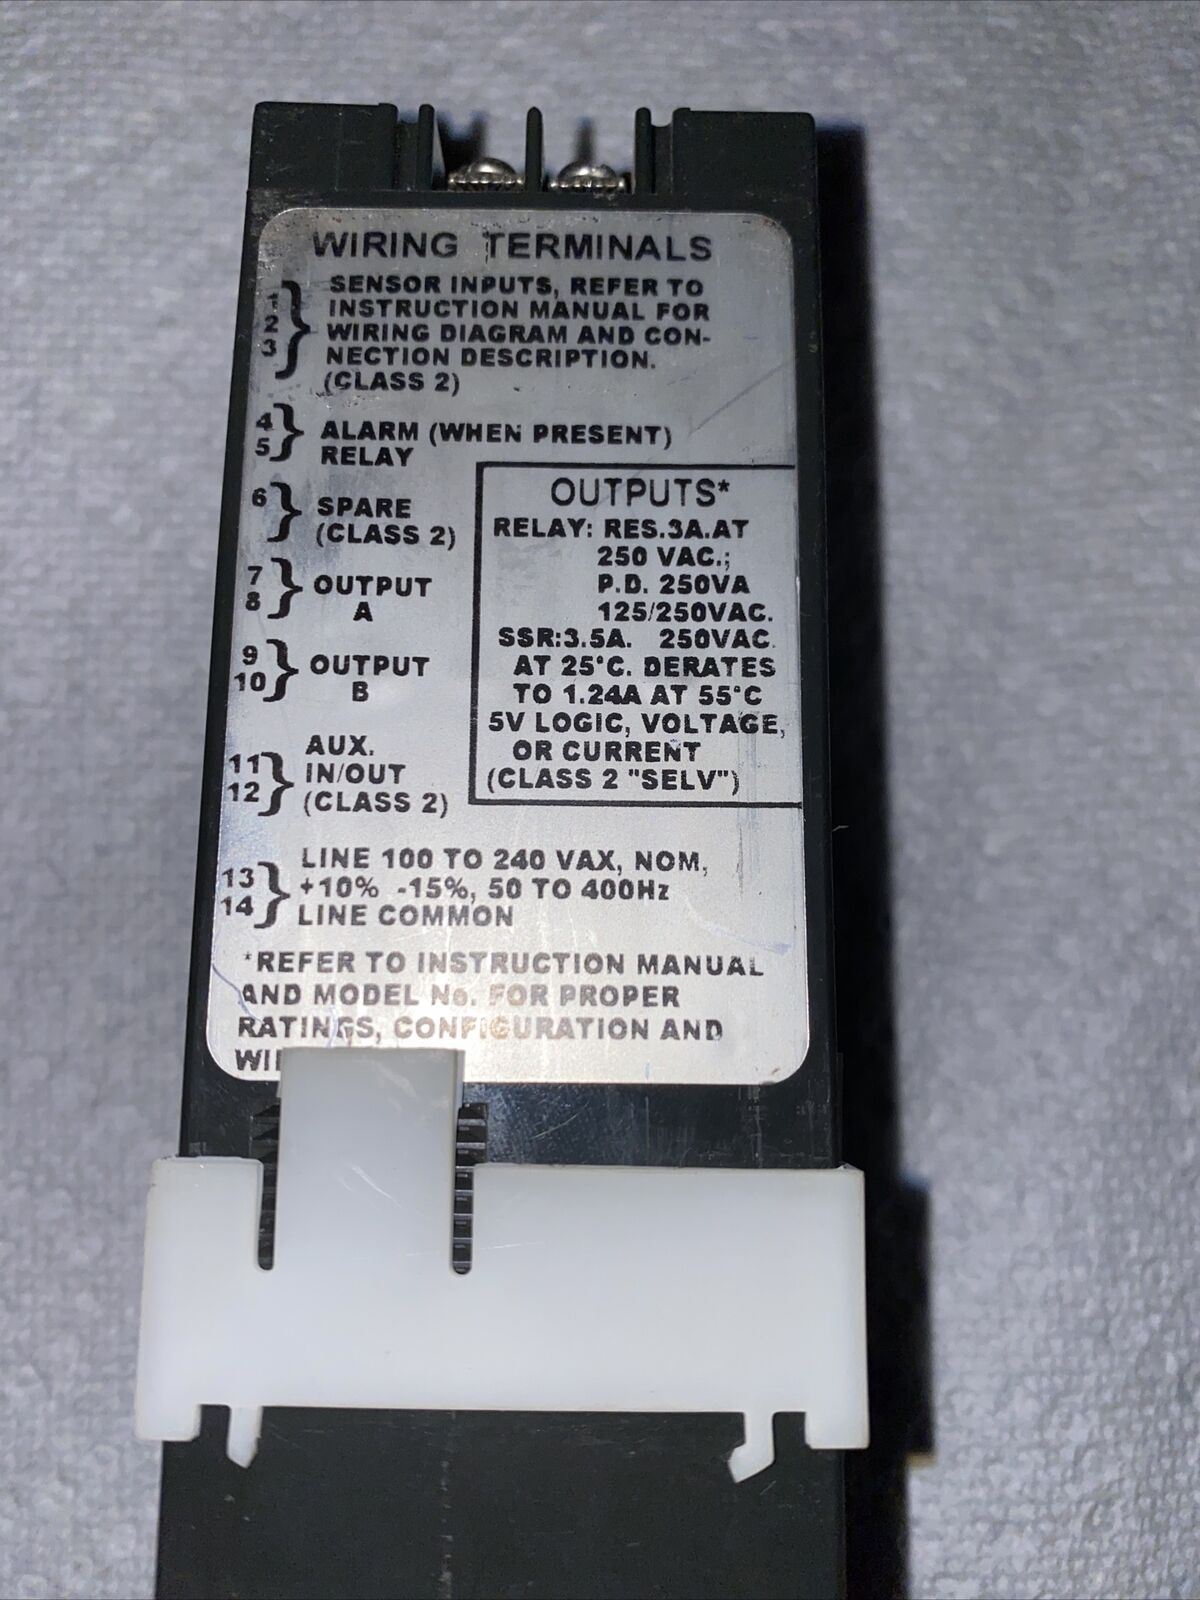 WIRING TERMINALS
1
2
3
SENSOR INPUTS, REFER TO
INSTRUCTION MANUAL FOR
WIRING DIAGRAM AND CON-
NECTION DESCRIPTION.
(CLASS 2)
4
5
ALARM (WHEN PRESENT)
RELAY
6
SPARE
(CLASS 2)
7
8
OUTPUT
A
9
10
OUTPUT
B
11
12
AUX.
IN/OUT
(CLASS 2)
OUTPUTS*
RELAY: RES.3A.AT
250 VAC.;
P.D. 250VA
125/250VAC.
SSR:3.5A. 250VAC.
AT 25°C. DERATES
TO 1.24A AT 55°C
5V LOGIC, VOLTAGE,
OR CURRENT
(CLASS 2 "SELV")
13
14
LINE 100 TO 240 VAX, NOM,
+10% -15%, 50 TO 400Hz
LINE COMMON
*REFER TO INSTRUCTION MANUAL
AND MODEL No. FOR PROPER
RATINGS, CONFIGURATION AND